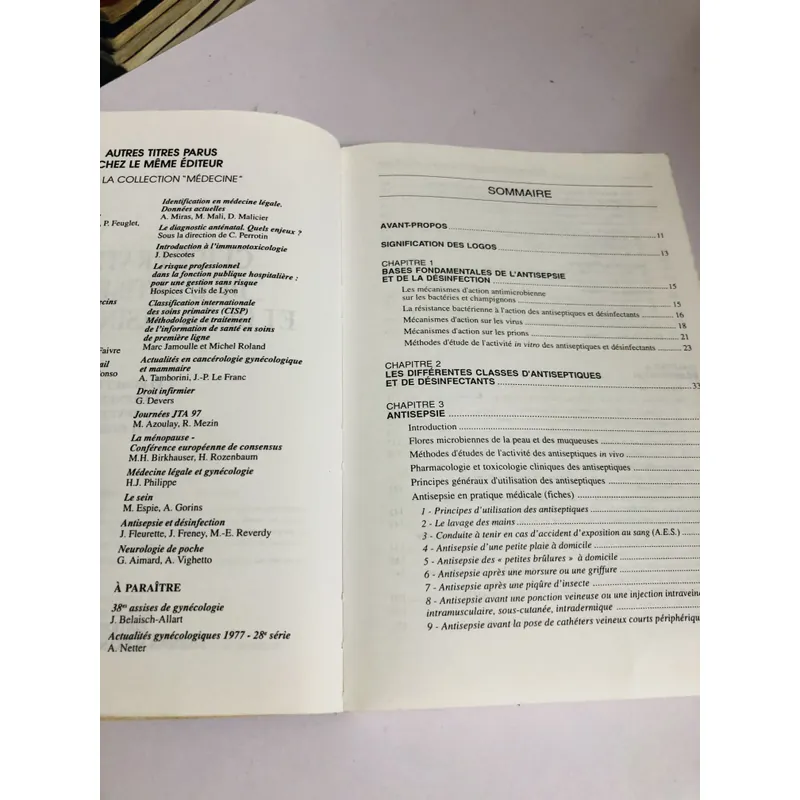 AUTRES TITRES PARUS
CHEZ LE MÊME ÉDITEUR
LA COLLECTION "MÉDECINE"
Identification en médecine légale.
Données actuelles
A. Miras, M. Mali, D. Malicier
, P. Feuglet,
Le diagnostic anténatal. Quels enjeux ?
Sous la direction de C. Perrotin
Introduction à l'immunotoxicologie
J. Descotes
Le risque professionnel
dans la fonction publique hospitalière :
pour une gestion sans risque
Hospices Civils de Lyon
Classification internationale
des soins primaires (CISP)
Méthodologie de traitement
de l'information de santé en soins
de première ligne
Marc Jamoulle et Michel Roland
Faivre
Actualités en cancérologie gynécologique
et mammaire
A. Tamborini, J.-P. Le Franc
Droit infirmier
G. Devers
Journées JTA 97
M. Azoulay, R. Mezin
La ménopause -
Conférence européenne de consensus
M.H. Birkhauser, H. Rozenbaum
Médecine légale et gynécologie
H.J. Philippe
Le sein
M. Espie, A. Gorins
Antisepsie et désinfection
J. Fleurette, J. Freney, M.-E. Reverdy
Neurologie de poche
G. Aimard, A. Vighetto
À PARAÎTRE
38es assises de gynécologie
J. Belaisch-Allart
Actualités gynécologiques 1977 - 28e série
A. Netter
SOMMAIRE
AVANT-PROPOS 11
SIGNIFICATION DES LOGOS 13
CHAPITRE 1
BASES FONDAMENTALES DE L'ANTISEPSIE
ET DE LA DÉSINFECTION 15
Les mécanismes d'action antimicrobienne
sur les bactéries et champignons 15
La résistance bactérienne à l'action des antiseptiques et désinfectants 16
Mécanismes d'action sur les virus 18
Mécanismes d'action sur les prions 21
Méthodes d'étude de l'activité in vitro des antiseptiques et désinfectants 23
CHAPITRE 2
LES DIFFÉRENTES CLASSES D'ANTISEPTIQUES
ET DE DÉSINFECTANTS 33
CHAPITRE 3
ANTISEPSIE
Introduction
Flores microbiennes de la peau et des muqueuses
Méthodes d'études de l'activité des antiseptiques in vivo
Pharmacologie et toxicologie cliniques des antiseptiques
Principes généraux d'utilisation des antiseptiques
Antisepsie en pratique médicale (fiches)
1 - Principes d'utilisation des antiseptiques
2 - Le lavage des mains
3 - Conduite à tenir en cas d'accident d'exposition au sang (A.E.S.)
4 - Antisepsie d'une petite plaie à domicile
5 - Antisepsie des « petites brûlures » à domicile
6 - Antisepsie après une morsure ou une griffure
7 - Antisepsie après une piqûre d'insecte
8 - Antisepsie avant une ponction veineuse ou une injection intraveine
intramusculaire, sous-cutanée, intradermique
9 - Antisepsie avant la pose de cathéters veineux courts périphérique